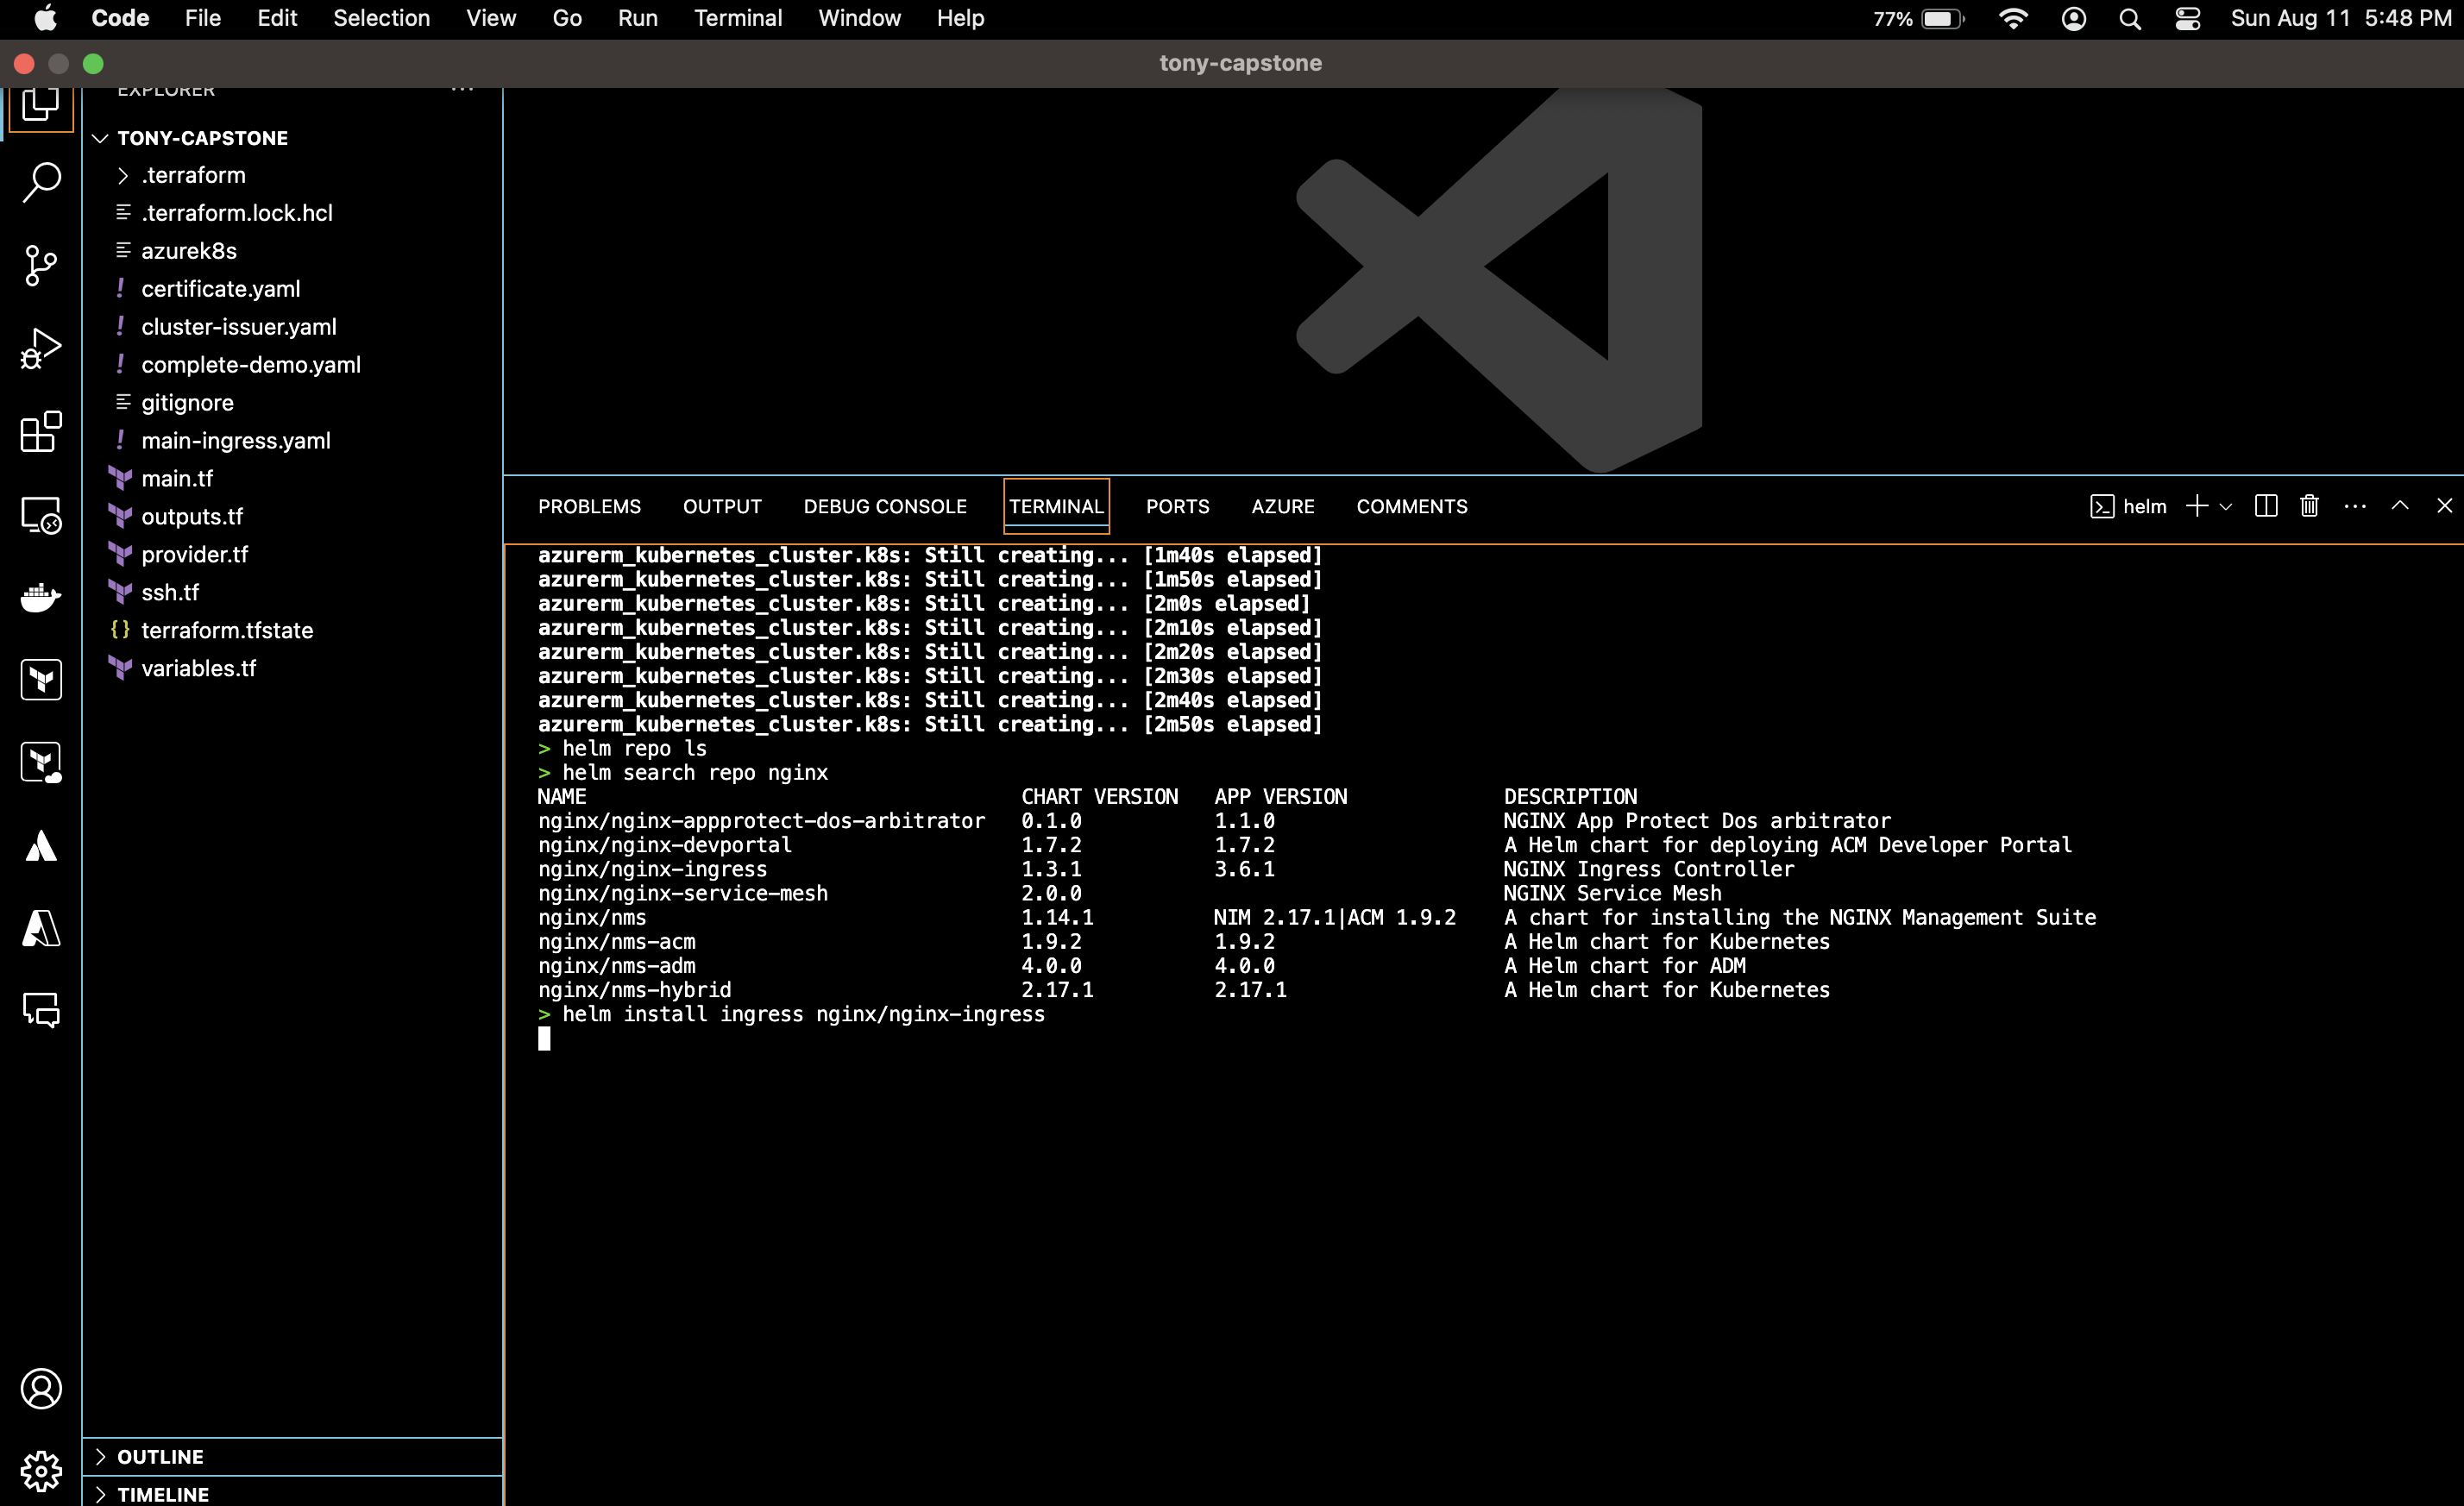 Code File Edit Selection View Go Run Terminal Window Help 77% Sun Aug 11 5:48 PM
tony-capstone
EXPLORER
TONY-CAPSTONE
.terraform
.terraform.lock.hcl
azurek8s
certificate.yaml
cluster-issuer.yaml
complete-demo.yaml
gitignore
main-ingress.yaml
main.tf
outputs.tf
provider.tf
ssh.tf
terraform.tfstate
variables.tf
OUTLINE
TIMELINE
PROBLEMS OUTPUT DEBUG CONSOLE TERMINAL PORTS AZURE COMMENTS helm
azurerm_kubernetes_cluster.k8s: Still creating... [1m40s elapsed]
azurerm_kubernetes_cluster.k8s: Still creating... [1m50s elapsed]
azurerm_kubernetes_cluster.k8s: Still creating... [2m0s elapsed]
azurerm_kubernetes_cluster.k8s: Still creating... [2m10s elapsed]
azurerm_kubernetes_cluster.k8s: Still creating... [2m20s elapsed]
azurerm_kubernetes_cluster.k8s: Still creating... [2m30s elapsed]
azurerm_kubernetes_cluster.k8s: Still creating... [2m40s elapsed]
azurerm_kubernetes_cluster.k8s: Still creating... [2m50s elapsed]
> helm repo ls
> helm search repo nginx
NAME CHART VERSION APP VERSION DESCRIPTION
nginx/nginx-appprotect-dos-arbitrator 0.1.0 1.1.0 NGINX App Protect Dos arbitrator
nginx/nginx-devportal 1.7.2 1.7.2 A Helm chart for deploying ACM Developer Portal
nginx/nginx-ingress 1.3.1 3.6.1 NGINX Ingress Controller
nginx/nginx-service-mesh 2.0.0 NGINX Service Mesh
nginx/nms 1.14.1 NIM 2.17.1|ACM 1.9.2 A chart for installing the NGINX Management Suite
nginx/nms-acm 1.9.2 1.9.2 A Helm chart for Kubernetes
nginx/nms-adm 4.0.0 4.0.0 A Helm chart for ADM
nginx/nms-hybrid 2.17.1 2.17.1 A Helm chart for Kubernetes
> helm install ingress nginx/nginx-ingress